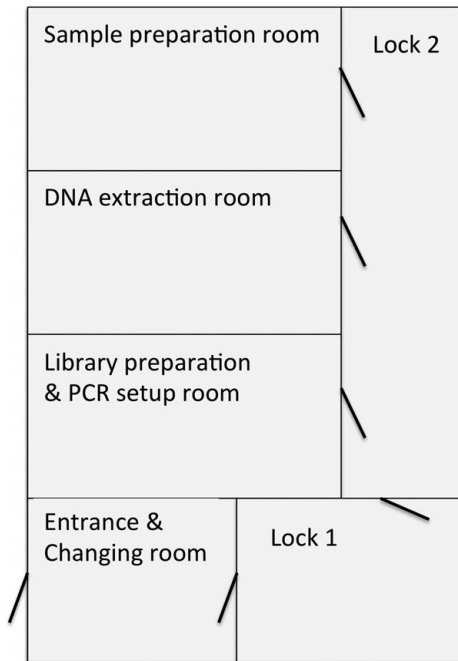 Sample preparation room
Lock 2
DNA extraction room
Library preparation
& PCR setup room
Entrance &
Changing room
Lock 1